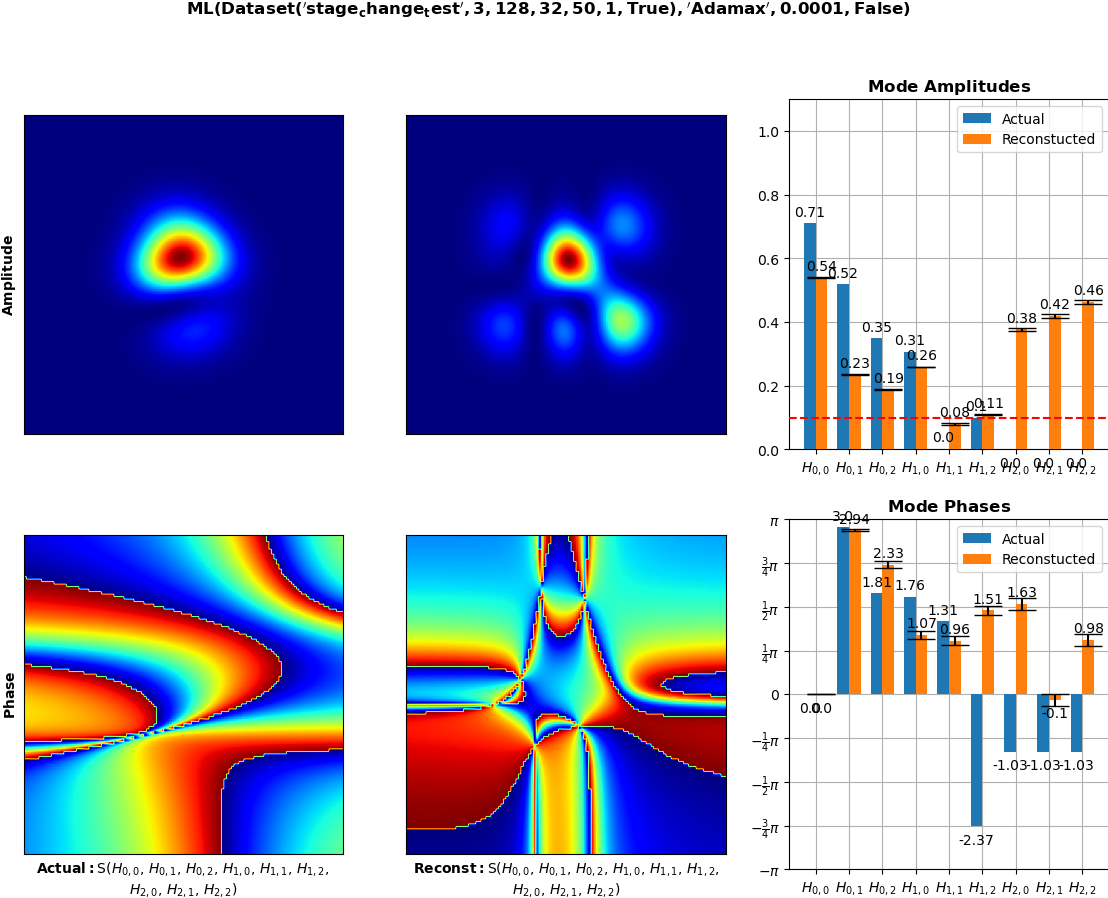 ML(Dataset('stage_change_test', 3, 128, 32, 50, 1, True), 'Adamax', 0.0001, False)
Amplitude
Mode Amplitudes
Actual
Reconstucted
1.0
0.8
0.6
0.4
0.2
0.0
0.71
0.54
0.52
0.23
0.35
0.19
0.31
0.26
0.0
0.08
0.1
0.11
0.0
0.38
0.0
0.42
0.0
0.46
H0,0 H0,1 H0,2 H1,0 H1,1 H1,2 H2,0 H2,1 H2,2
Phase
Actual: S(H0,0, H0,1, H0,2, H1,0, H1,1, H1,2,
H2,0, H2,1, H2,2)
Reconst: S(H0,0, H0,1, H0,2, H1,0, H1,1, H1,2,
H2,0, H2,1, H2,2)
Mode Phases
Actual
Reconstucted
π
3/4π
1/2π
1/4π
0
−1/4π
−1/2π
−3/4π
−π
0.0
0.0
3.0
2.94
1.81
2.33
1.76
1.07
1.31
0.96
-2.37
1.51
-1.03
1.63
-1.03
-0.1
-1.03
0.98
H0,0 H0,1 H0,2 H1,0 H1,1 H1,2 H2,0 H2,1 H2,2